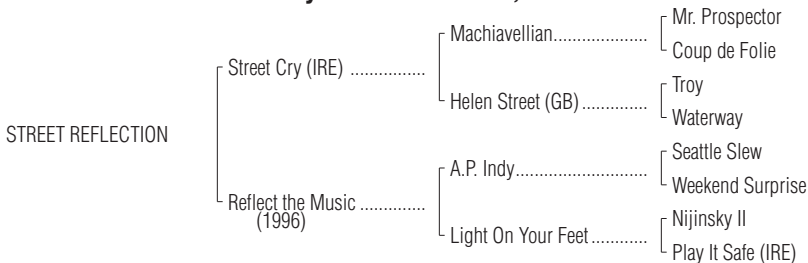 Mr. Prospector
Machiavellian....................
Coup de Folie
Street Cry (IRE) ................
Troy
Helen Street (GB)..............
Waterway
STREET REFLECTION
Seattle Slew
A.P. Indy............................
Weekend Surprise
Reflect the Music ..............
(1996)
Nijinsky II
Light On Your Feet............
Play It Safe (IRE)